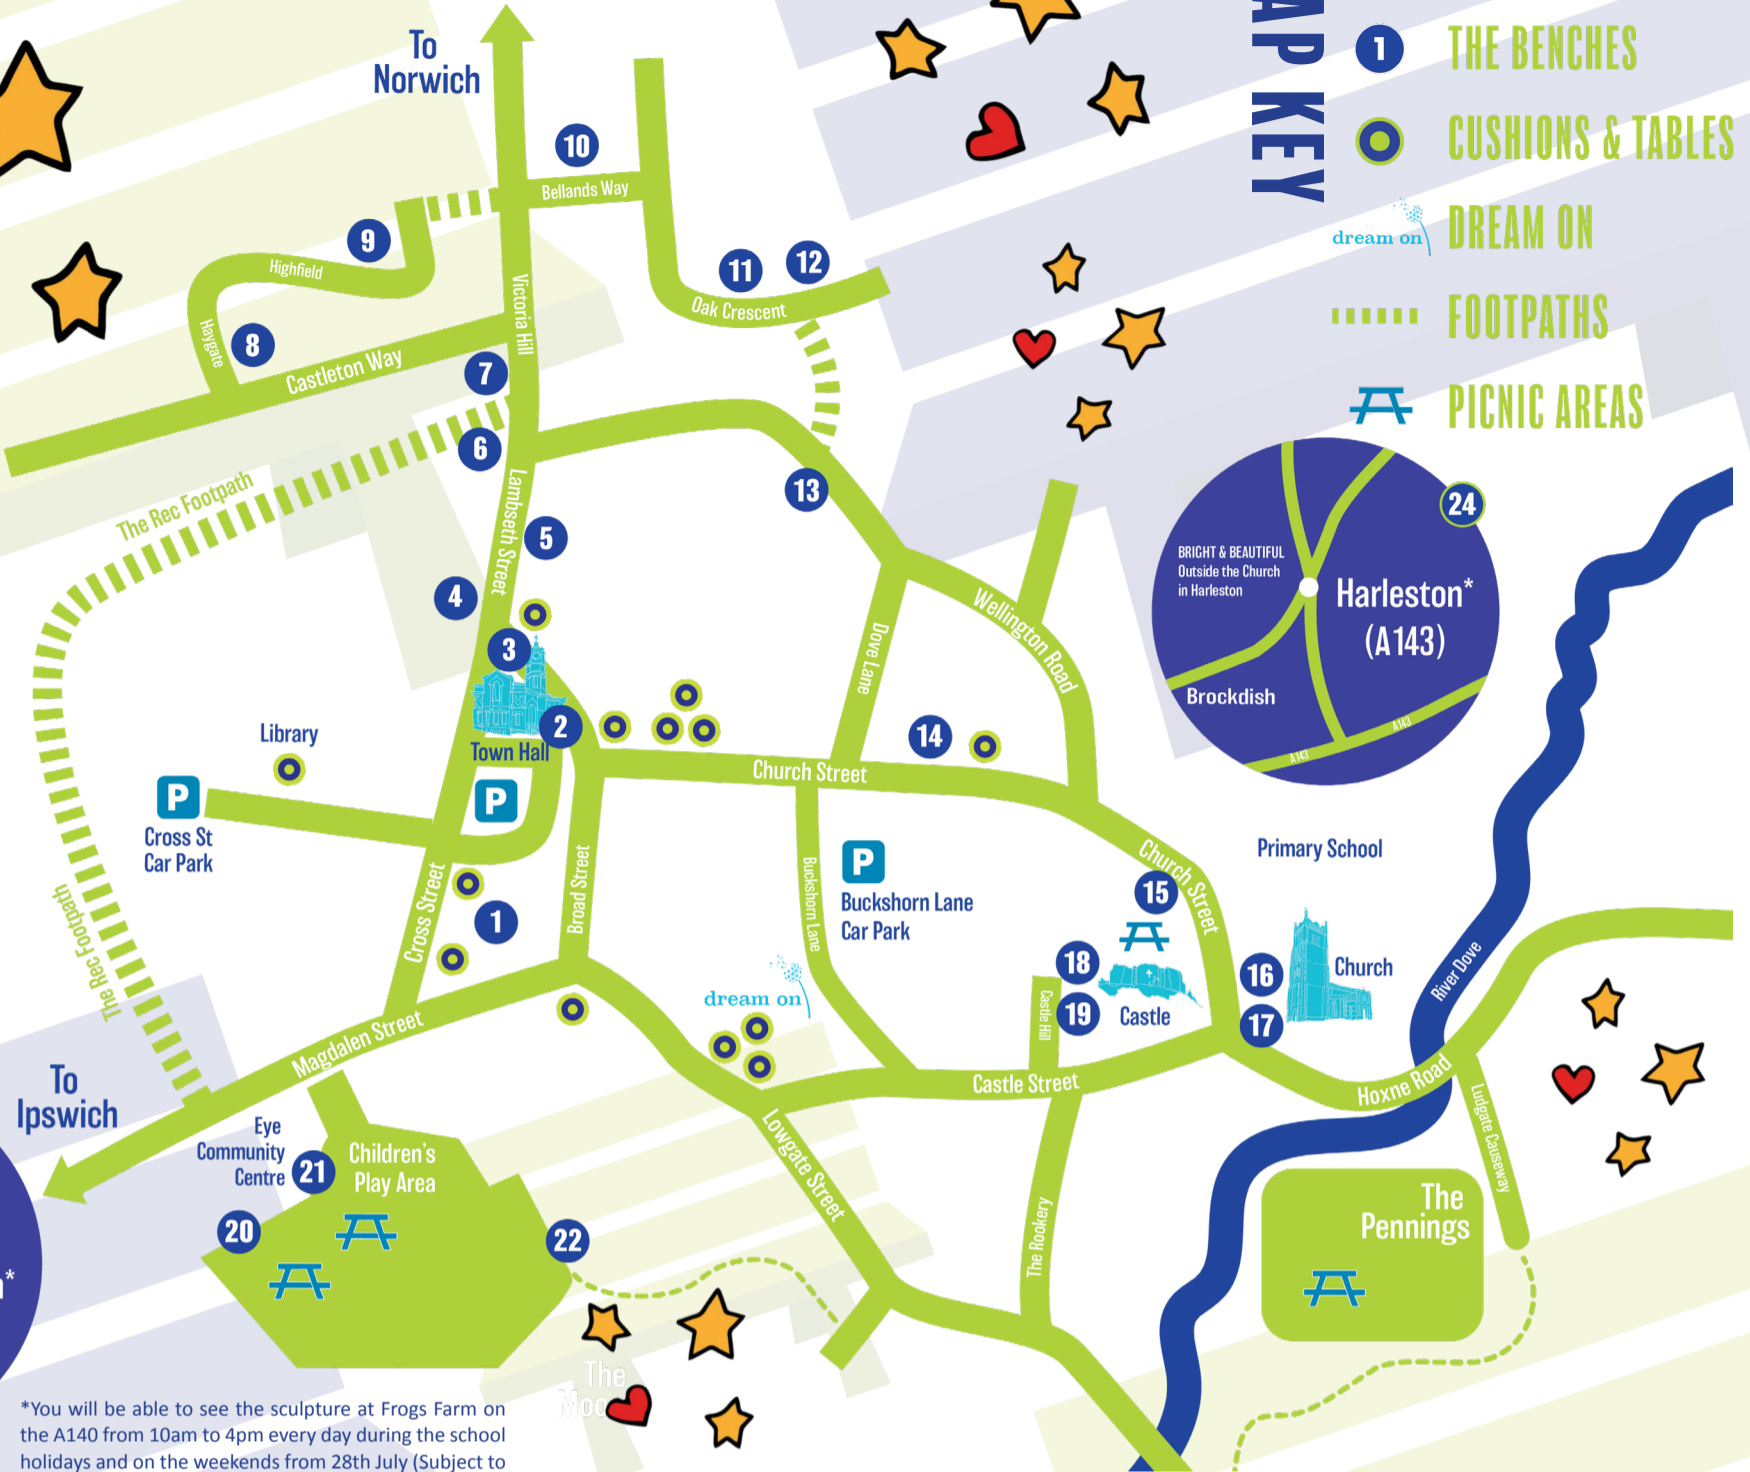 To
Norwich
10
Bellands Way
9
Highfield
11
12
Oak Crescent
Victoria Hill
Haygate
8
Castleton Way
7
6
The Rec Footpath
Lambseth Street
13
5
4
3
Wellington Road
Dove Lane
2
Town Hall
14
Church Street
Library
P
Cross St
Car Park
P
Cross Street
1
Broad Street
Buckshorn Lane
P
Buckshorn Lane
Car Park
Church Street
15
Primary School
18
19
Castle
Castle Hill
16
17
Church
River Dove
The Rec Footpath
Magdalen Street
dream on
Castle Street
Hoxne Road
Ludgate Causeway
To
Ipswich
Eye
Community
Centre
21
Children's
Play Area
20
22
Lowgate Street
The Rookery
The
Pennings
The
Moo
*
*You will be able to see the sculpture at Frogs Farm on
the A140 from 10am to 4pm every day during the school
holidays and on the weekends from 28th July (Subject to
AP KEY
1
THE BENCHES
CUSHIONS & TABLES
dream on
DREAM ON
FOOTPATHS
PICNIC AREAS
24
BRIGHT & BEAUTIFUL
Outside the Church
in Harleston
Harleston*
(A143)
Brockdish
A143
A143